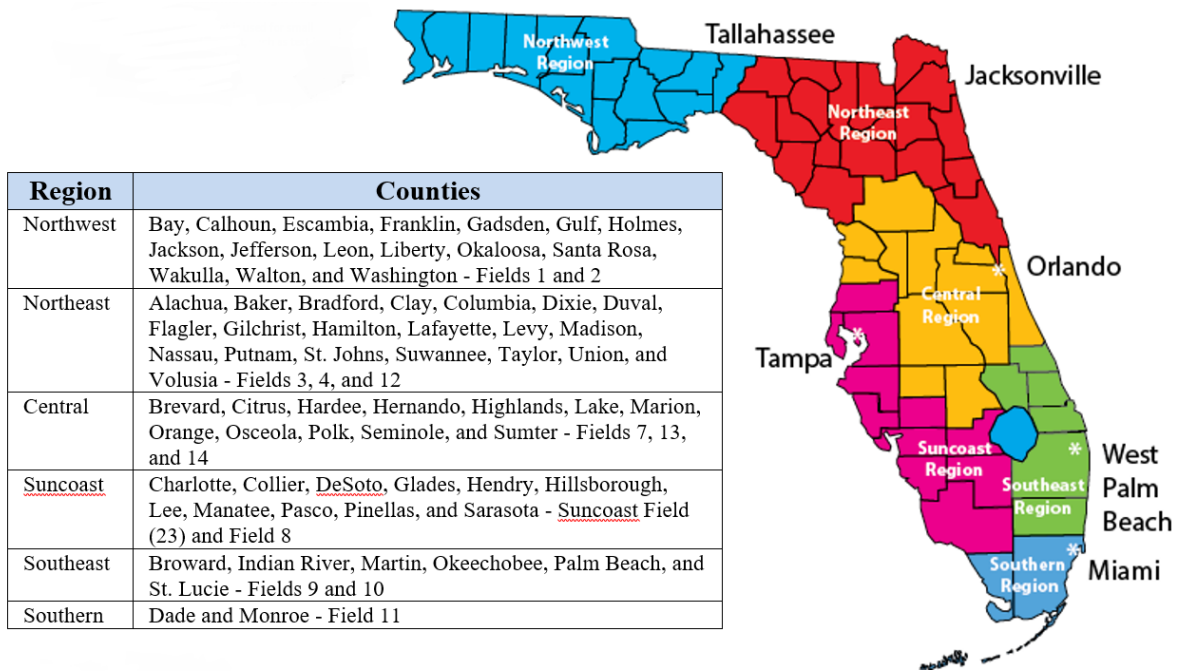 Tallahassee
Northwest
Region
Jacksonville
Northeast
Region
Region Counties
Northwest Bay, Calhoun, Escambia, Franklin, Gadsden, Gulf, Holmes,
Jackson, Jefferson, Leon, Liberty, Okaloosa, Santa Rosa,
Wakulla, Walton, and Washington - Fields 1 and 2
Northeast Alachua, Baker, Bradford, Clay, Columbia, Dixie, Duval,
Flagler, Gilchrist, Hamilton, Lafayette, Levy, Madison,
Nassau, Putnam, St. Johns, Suwannee, Taylor, Union, and
Volusia - Fields 3, 4, and 12
Central Brevard, Citrus, Hardee, Hernando, Highlands, Lake, Marion,
Orange, Osceola, Polk, Seminole, and Sumter - Fields 7, 13,
and 14
Suncoast Charlotte, Collier, DeSoto, Glades, Hendry, Hillsborough,
Lee, Manatee, Pasco, Pinellas, and Sarasota - Suncoast Field
(23) and Field 8
Southeast Broward, Indian River, Martin, Okeechobee, Palm Beach, and
St. Lucie - Fields 9 and 10
Southern Dade and Monroe - Field 11
* Orlando
Central
Region
Tampa *
Suncoast
Region
* West
Palm
Beach
Southeast
Region
* Miami
Southern
Region